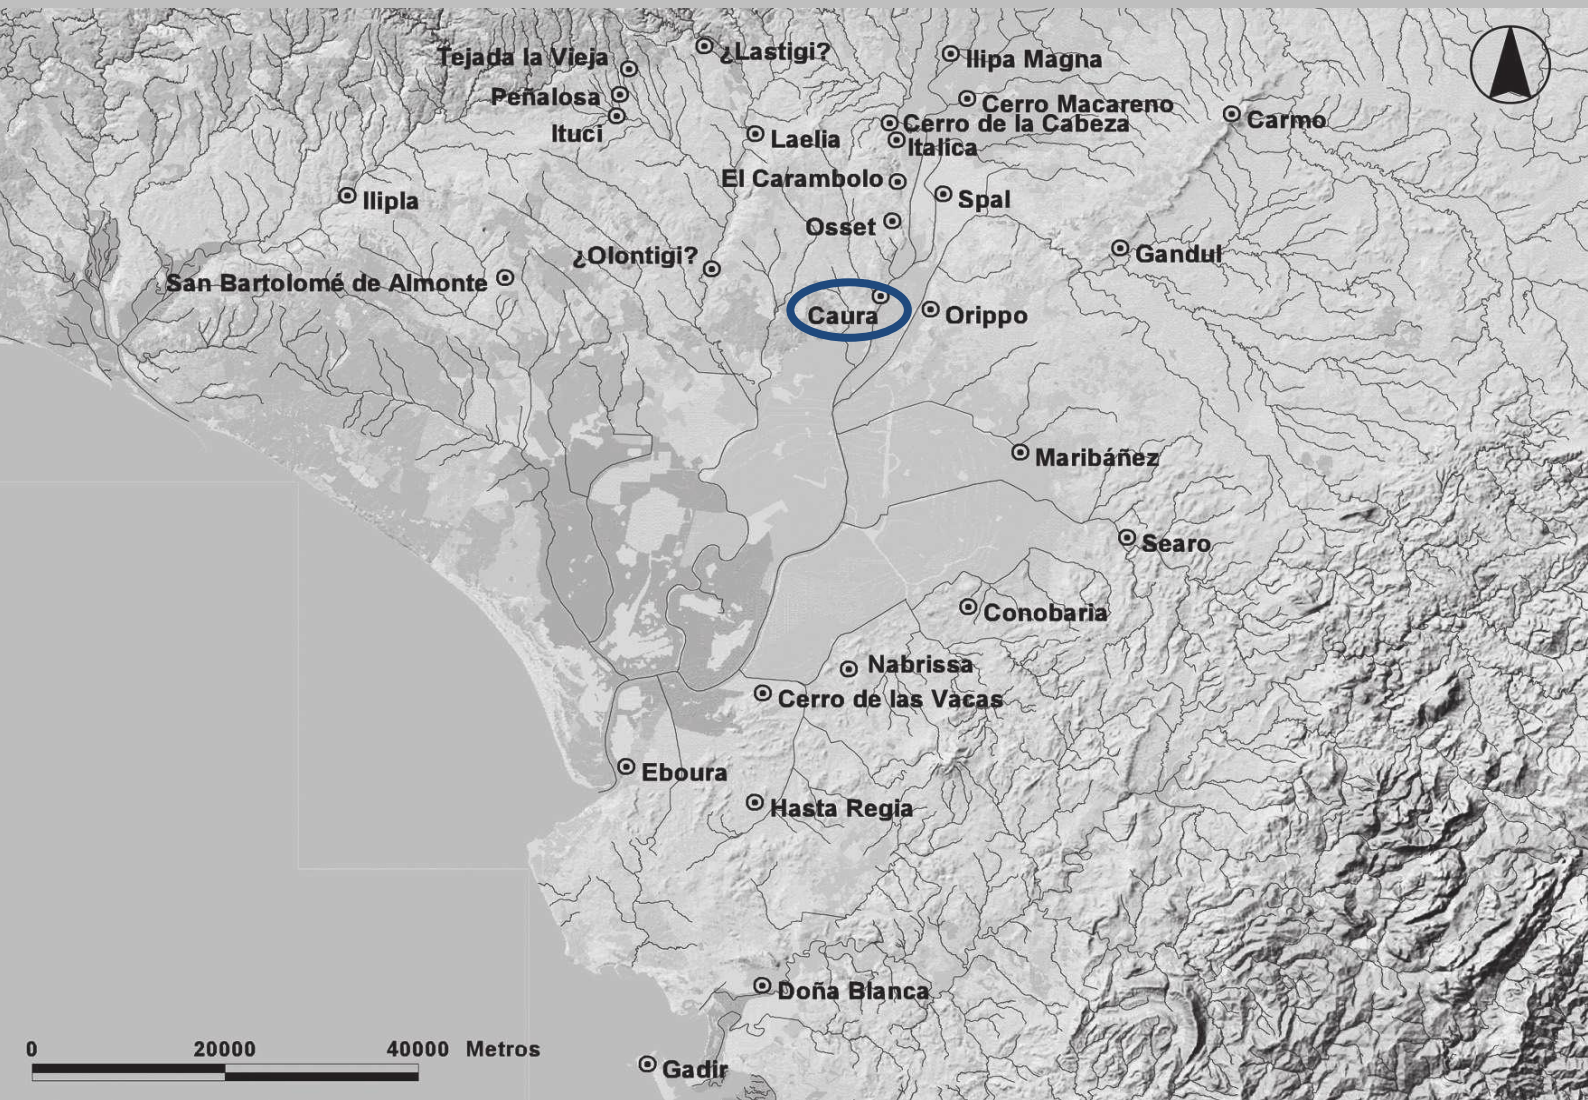 ¿Lastigi?
Tejada la Vieja
Ilipa Magna
Peñalosa
Cerro Macareno
Carmo
Cerro de la Cabeza
Ituci
Laelia
Italica
El Carambolo
Ilipla
Spal
Osset
Gandul
¿Olontigi?
San Bartolomé de Almonte
Caura
Orippo
Maribáñez
Searo
Conobaria
Nabrissa
Cerro de las Vacas
Eboura
Hasta Regia
Doña Blanca
0 20000 40000 Metros
Gadir